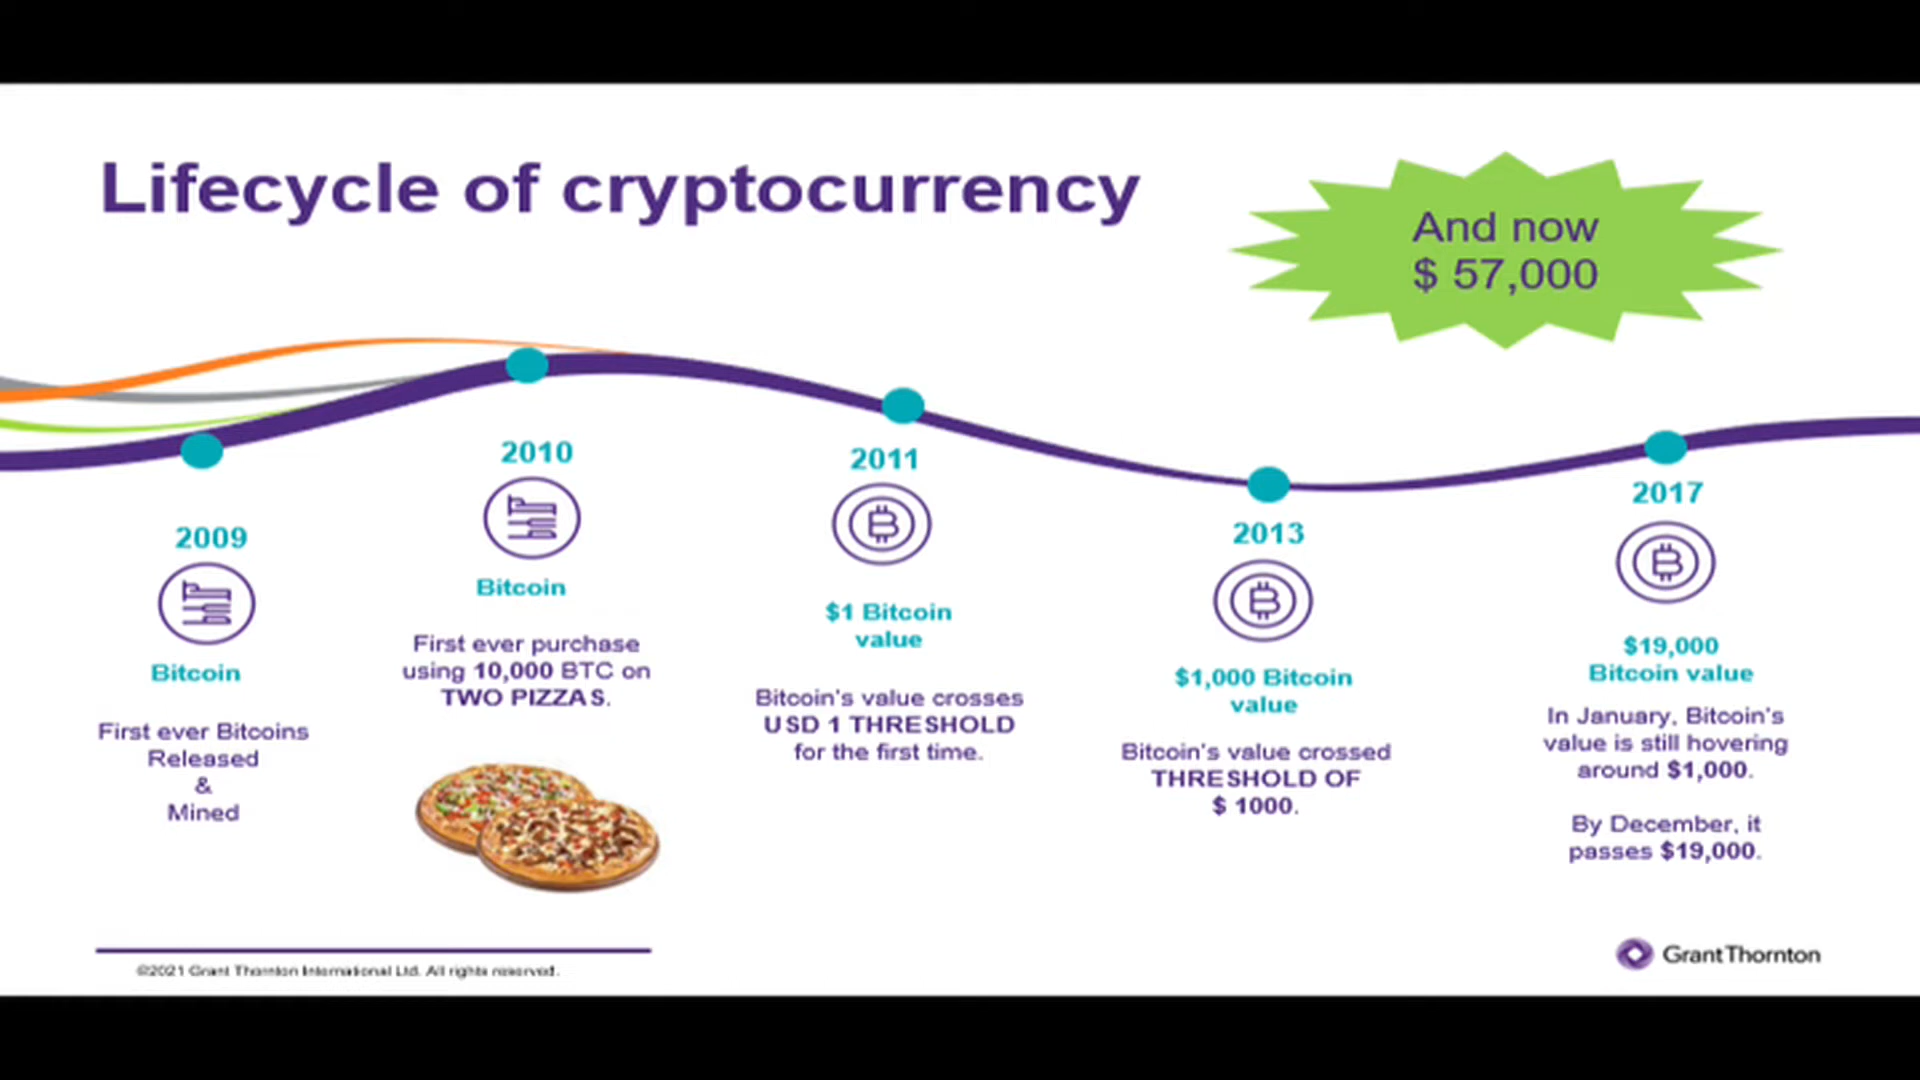 Lifecycle of cryptocurrency
And now
$ 57,000
2009
Bitcoin
First ever Bitcoins
Released
&
Mined
2010
Bitcoin
First ever purchase
using 10,000 BTC on
TWO PIZZAS.
2011
$1 Bitcoin
value
Bitcoin's value crosses
USD 1 THRESHOLD
for the first time.
2013
$1,000 Bitcoin
value
Bitcoin's value crossed
THRESHOLD OF
$ 1000.
2017
$19,000
Bitcoin value
In January, Bitcoin's
value is still hovering
around $1,000.
By December, it
passes $19,000.
©2021 Grant Thornton International Ltd. All rights reserved.
Grant Thornton